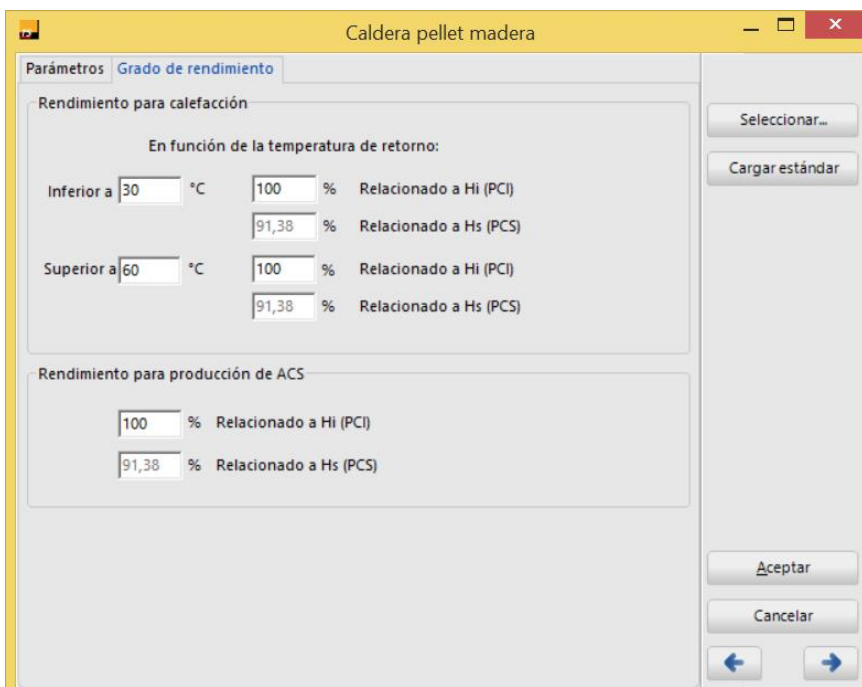 Caldera pellet madera
Parámetros Grado de rendimiento
Rendimiento para calefacción
En función de la temperatura de retorno:
Inferior a 30 °C 100 % Relacionado a Hi (PCI)
91,38 % Relacionado a Hs (PCS)
Superior a 60 °C 100 % Relacionado a Hi (PCI)
91,38 % Relacionado a Hs (PCS)
Rendimiento para producción de ACS
100 % Relacionado a Hi (PCI)
91,38 % Relacionado a Hs (PCS)
Seleccionar...
Cargar estándar
Aceptar
Cancelar